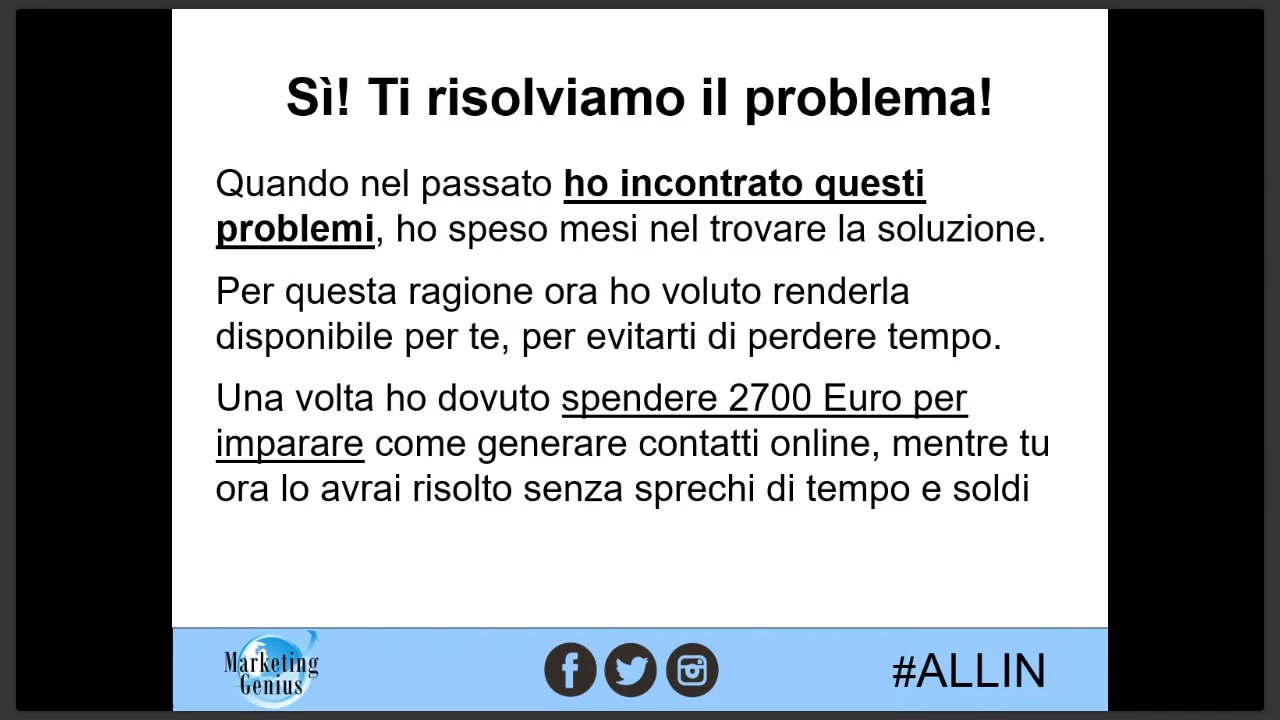 Sì! Ti risolviamo il problema!
Quando nel passato ho incontrato questi
problemi, ho speso mesi nel trovare la soluzione.
Per questa ragione ora ho voluto renderla
disponibile per te, per evitarti di perdere tempo.
Una volta ho dovuto spendere 2700 Euro per
imparare come generare contatti online, mentre tu
ora lo avrai risolto senza sprechi di tempo e soldi
Marketing
Genius
#ALLIN